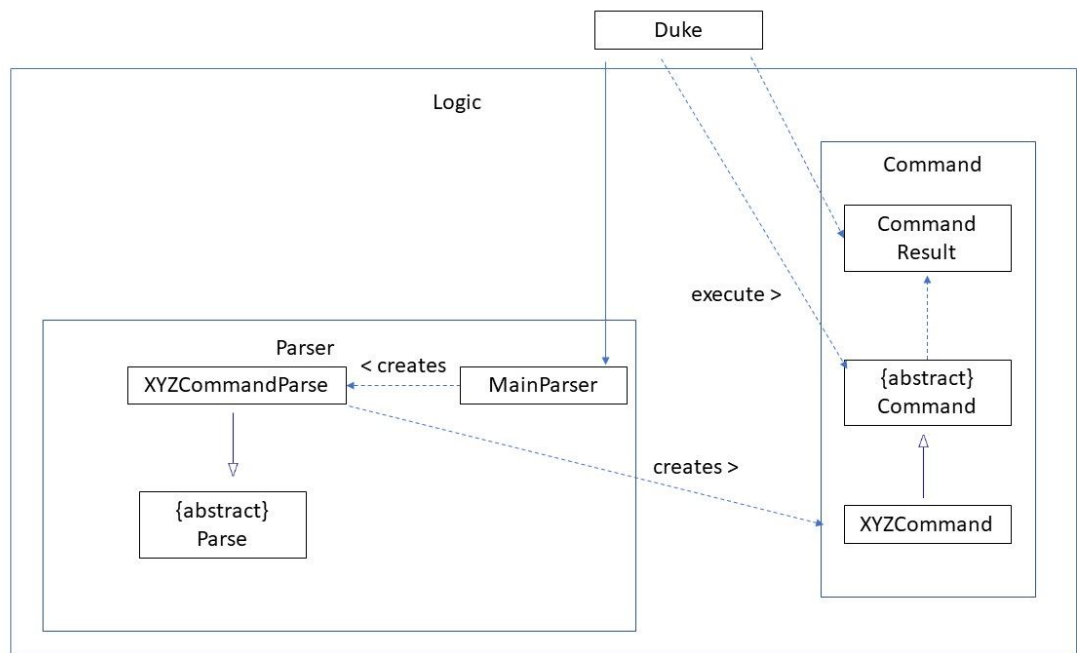 Duke
Logic
Command
Command
Result
execute >
Parser
< creates
XYZCommandParse
MainParser
{abstract}
Command
creates >
{abstract}
Parse
XYZCommand